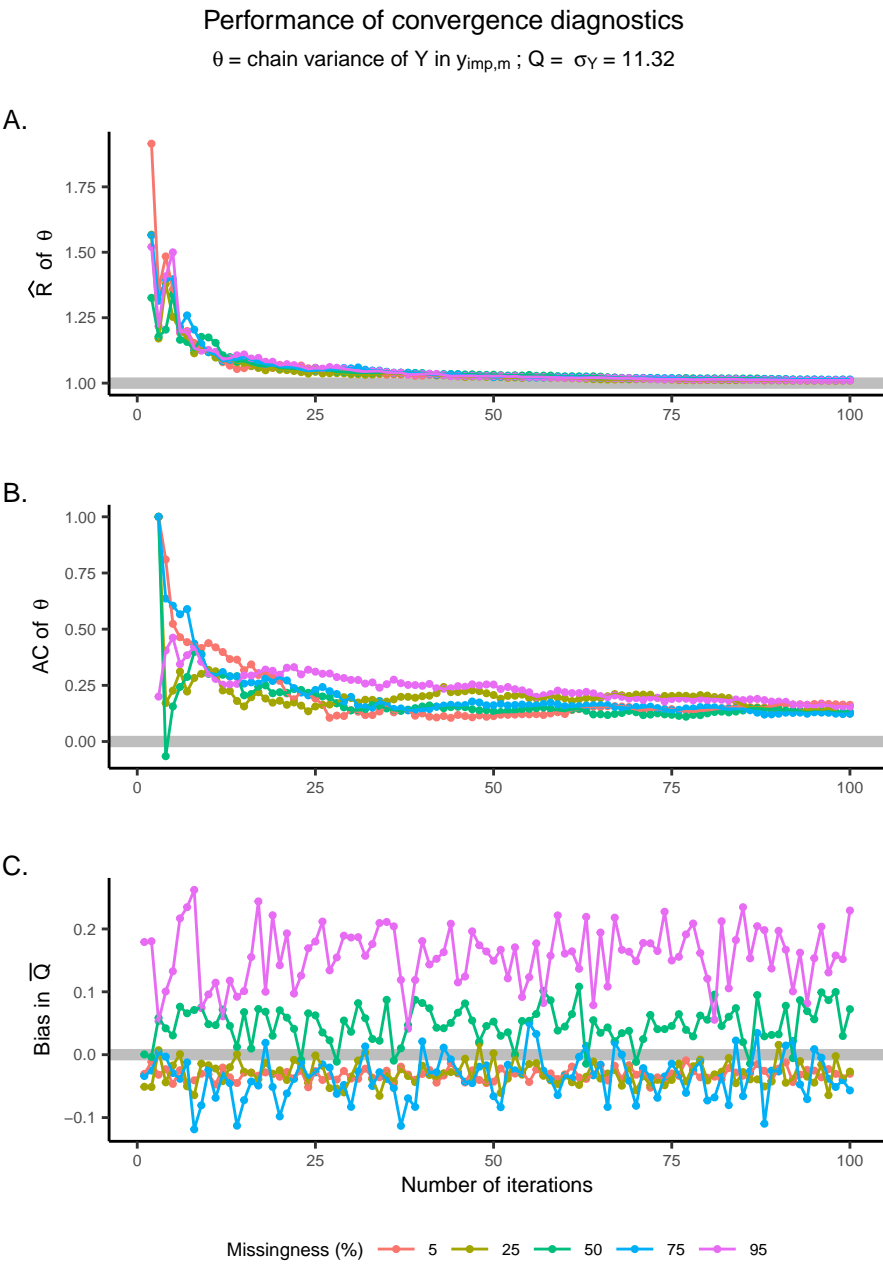 Performance of convergence diagnostics
θ = chain variance of Y in yimp,m ; Q = σY = 11.32
A.
R̂ of θ
1.75
1.50
1.25
1.00
0 25 50 75 100
B.
AC of θ
1.00
0.75
0.50
0.25
0.00
0 25 50 75 100
C.
Bias in Q̅
0.2
0.1
0.0
−0.1
0 25 50 75 100
Number of iterations
Missingness (%) 5 25 50 75 95